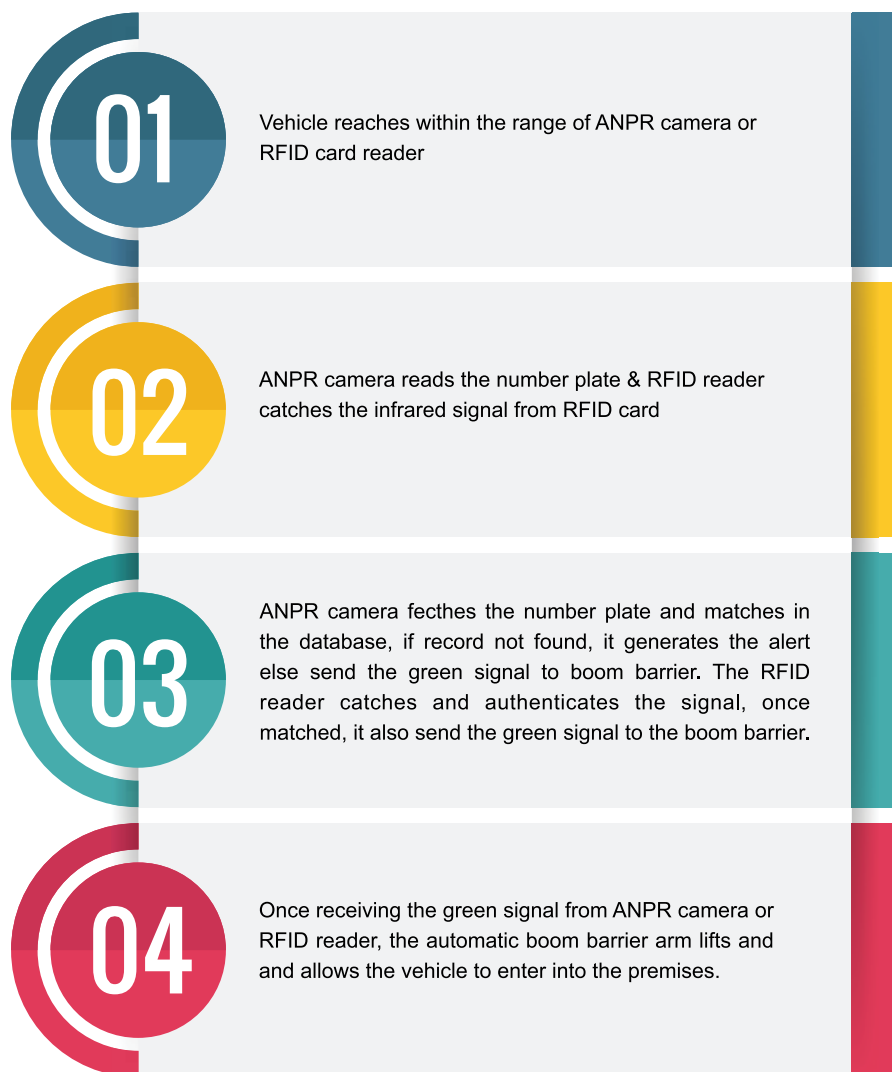 01
Vehicle reaches within the range of ANPR camera or
RFID card reader
02
ANPR camera reads the number plate & RFID reader
catches the infrared signal from RFID card
03
ANPR camera fecthes the number plate and matches in
the database, if record not found, it generates the alert
else send the green signal to boom barrier. The RFID
reader catches and authenticates the signal, once
matched, it also send the green signal to the boom barrier.
04
Once receiving the green signal from ANPR camera or
RFID reader, the automatic boom barrier arm lifts and
and allows the vehicle to enter into the premises.